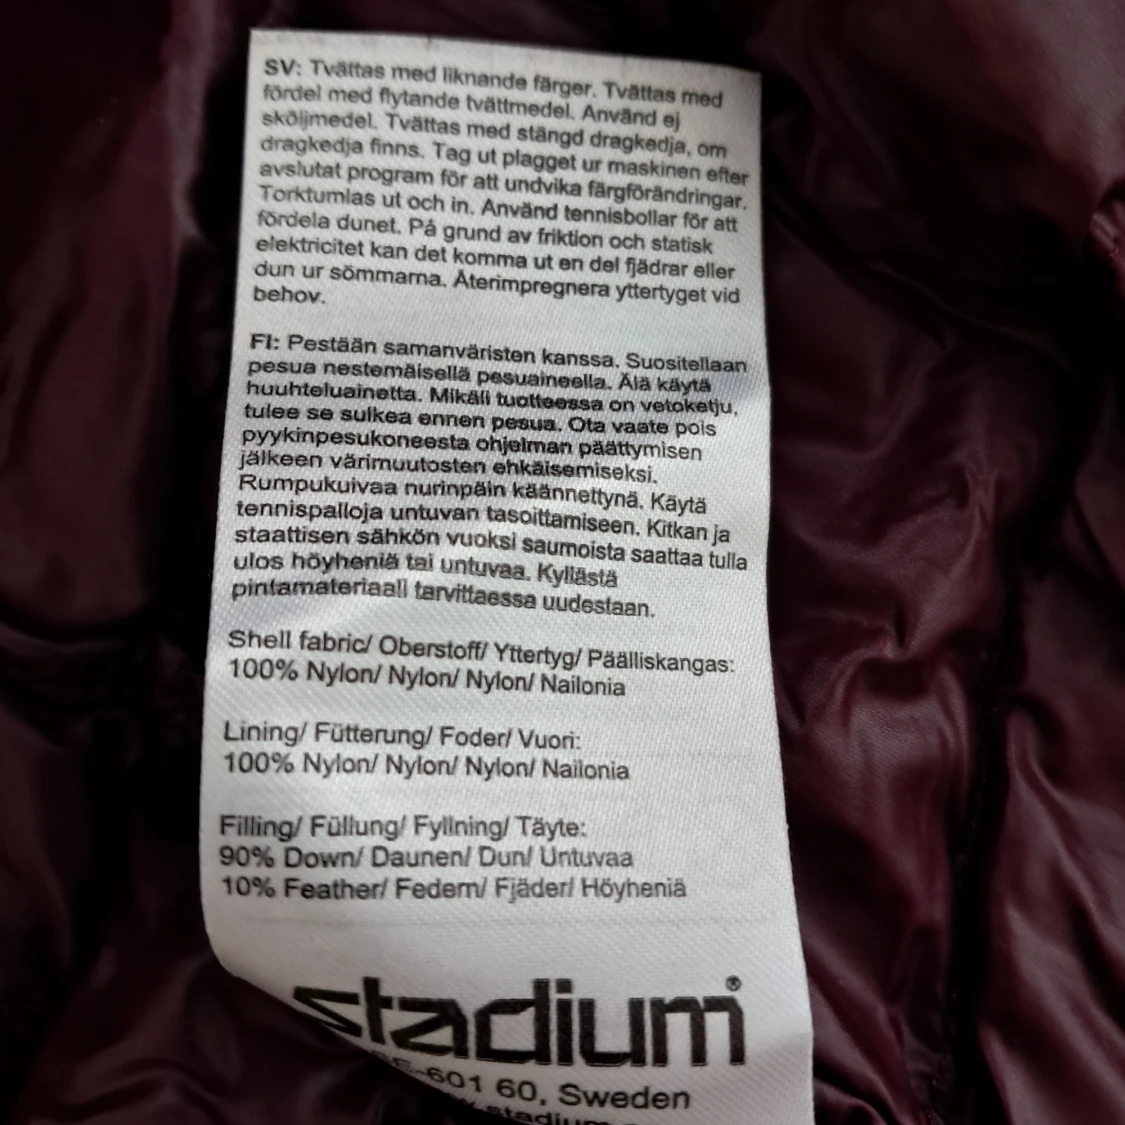 SV: Tvättas med liknande färger. Tvättas med
fördel med flytande tvättmedel. Använd ej
sköljmedel. Tvättas med stängd dragkedja, om
dragkedja finns. Tag ut plagget ur maskinen efter
avslutat program för att undvika färgförändringar.
Torktumlas ut och in. Använd tennisbollar för att
fördela dunet. På grund av friktion och statisk
elektricitet kan det komma ut en del fjädrar eller
dun ur sömmarna. Återimpregnera yttertyget vid
behov.
FI: Pestään samanväristen kanssa. Suositellaan
pesua nestemäisellä pesuaineella. Älä käytä
huuhteluainetta. Mikäli tuotteessa on vetoketju,
tulee se sulkea ennen pesua. Ota vaate pois
pyykinpesukoneesta ohjelman päättymisen
jälkeen värimuutosten ehkäisemiseksi.
Rumpukuivaa nurinpäin käännettynä. Käytä
tennispalloja untuvan tasoittamiseen. Kitkan ja
staattisen sähkön vuoksi saumoista saattaa tulla
ulos höyheniä tai untuvaa. Kyllästä
pintamateriaali tarvittaessa uudestaan.
Shell fabric/ Oberstoff/ Yttertyg/ Päälliskangas:
100% Nylon/ Nylon/ Nylon/ Nailonia
Lining/ Fütterung/ Foder/ Vuori:
100% Nylon/ Nylon/ Nylon/ Nailonia
Filling/ Füllung/ Fyllning/ Täyte:
90% Down/ Daunen/ Dun/ Untuvaa
10% Feather/ Federn/ Fjäder/ Höyheniä
stadium®
SE-601 60, Sweden